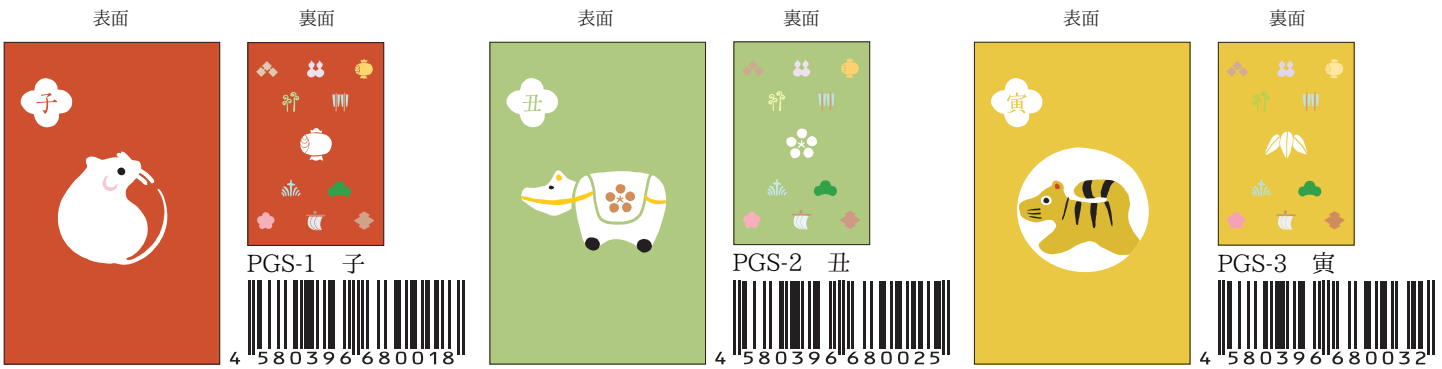 表面
裏面
子
PGS-1 子
4 580396 680018
表面
裏面
丑
PGS-2 丑
4 580396 680025
表面
裏面
寅
PGS-3 寅
4 580396 680032